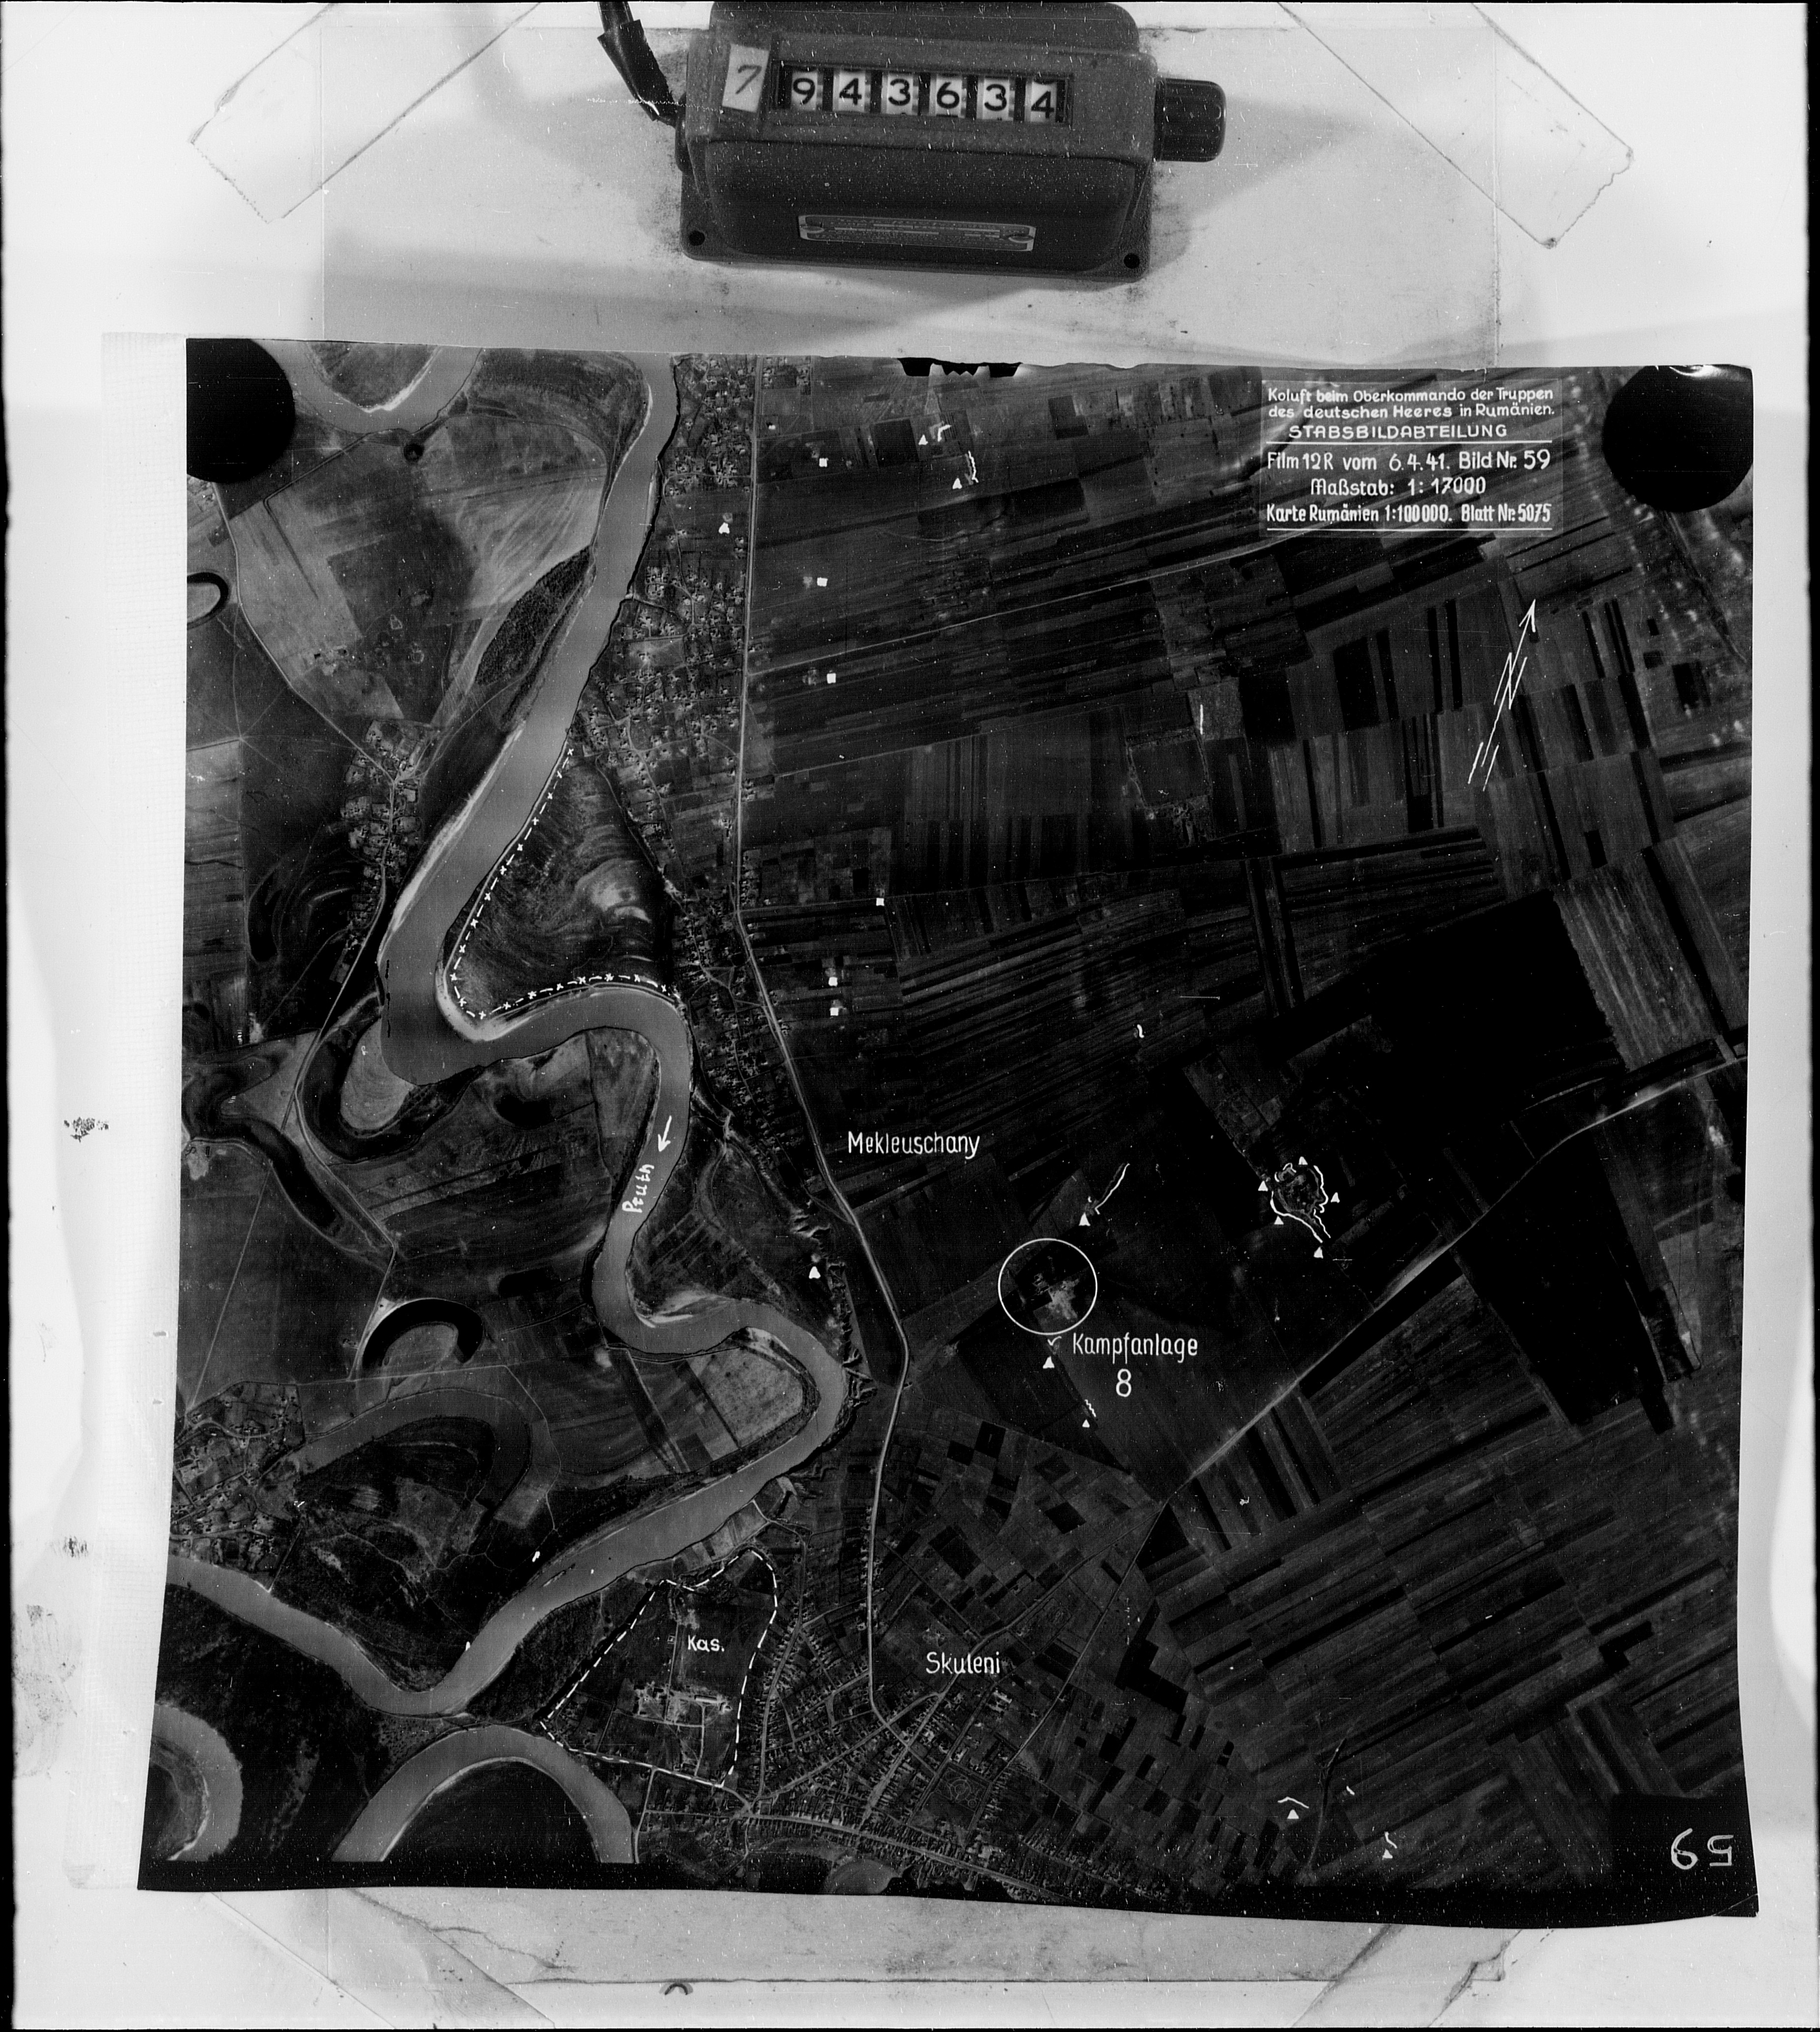 7 943634
Koluft beim Oberkommando der Truppen
des deutschen Heeres in Rumänien.
STABSBILDABTEILUNG
Film 12R vom 6.4.41. Bild Nr. 59
Maßstab: 1:17000
Karte Rumänien 1:100000. Blatt Nr. 5075
N
Mekleuschany
Pruth
Kampfanlage
8
Kas.
Skuleni
59